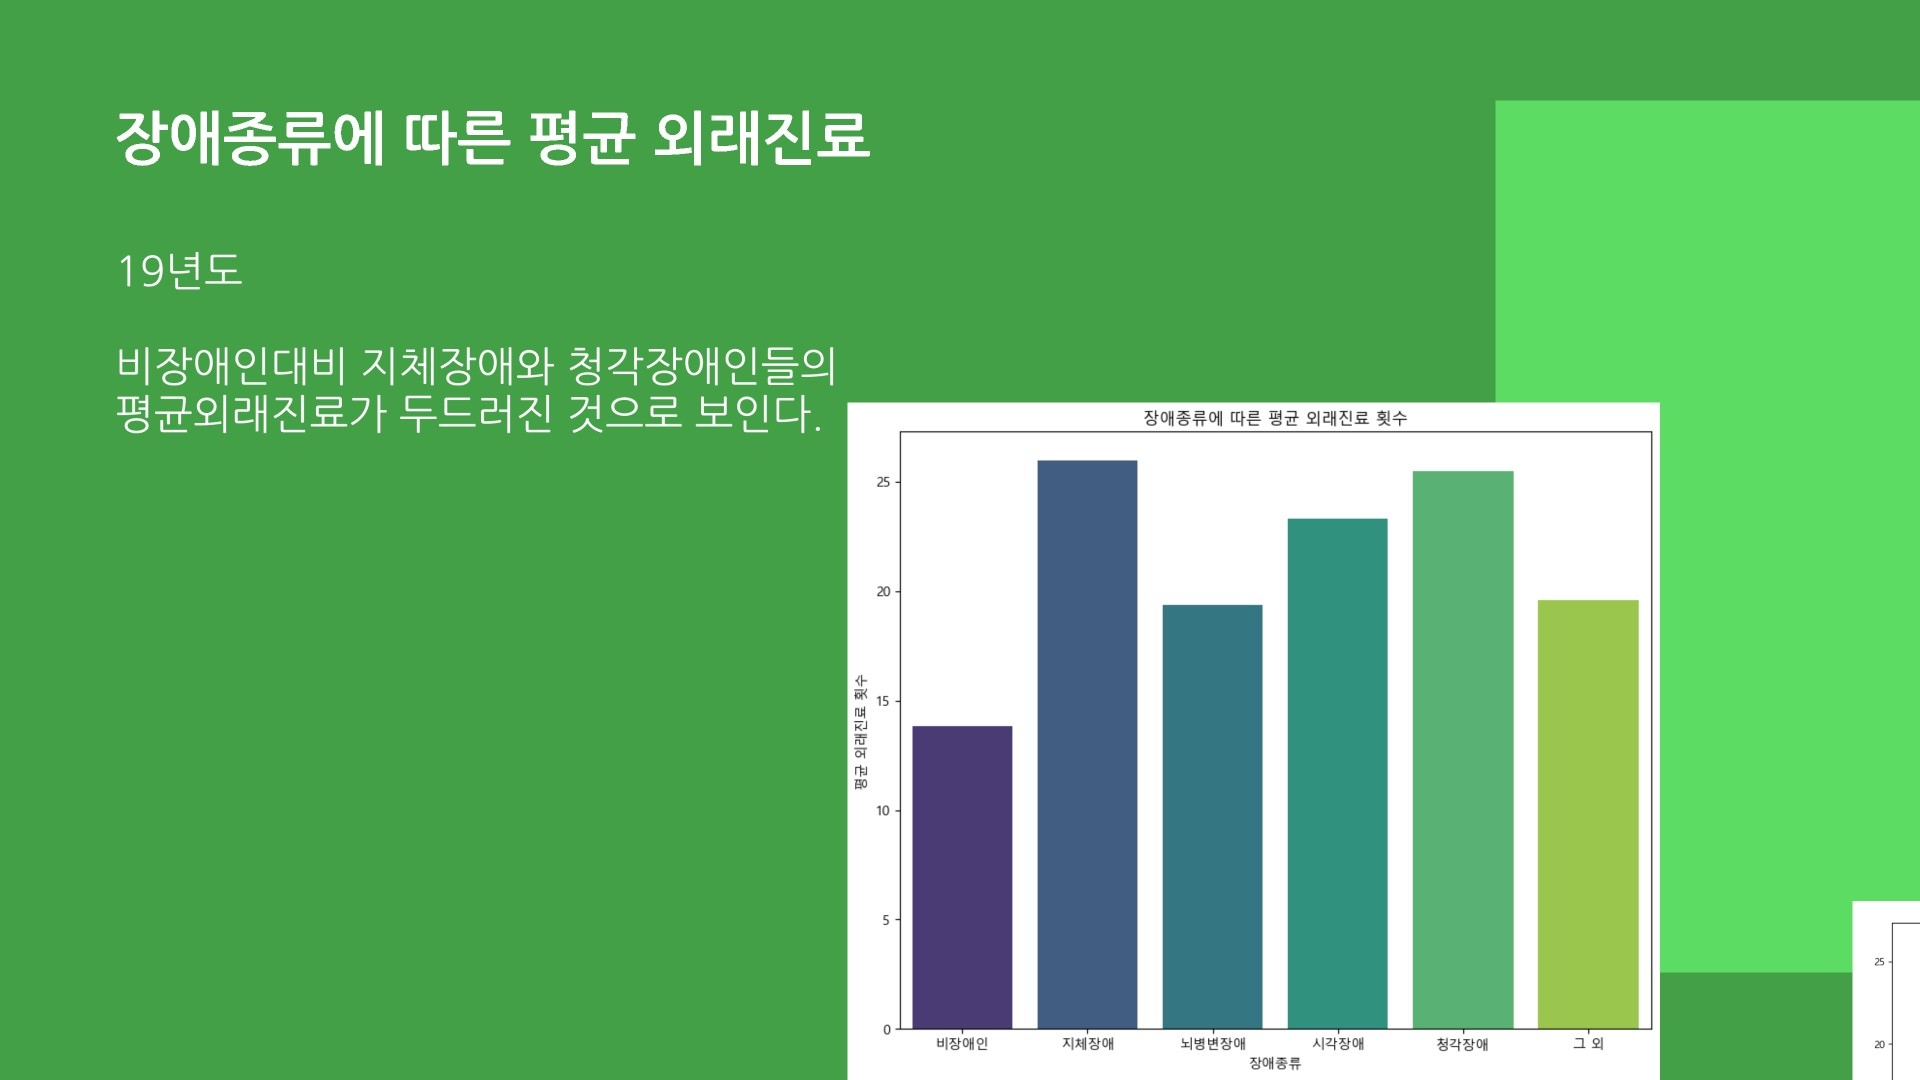 장애종류에 따른 평균 외래진료
19년도
비장애인대비 지체장애와 청각장애인들의
평균외래진료가 두드러진 것으로 보인다.
장애종류에 따른 평균 외래진료 횟수
평균 외래진료 횟수
25
20
15
10
5
0
비장애인 지체장애 뇌병변장애 시각장애 청각장애 그 외
장애종류
25
20